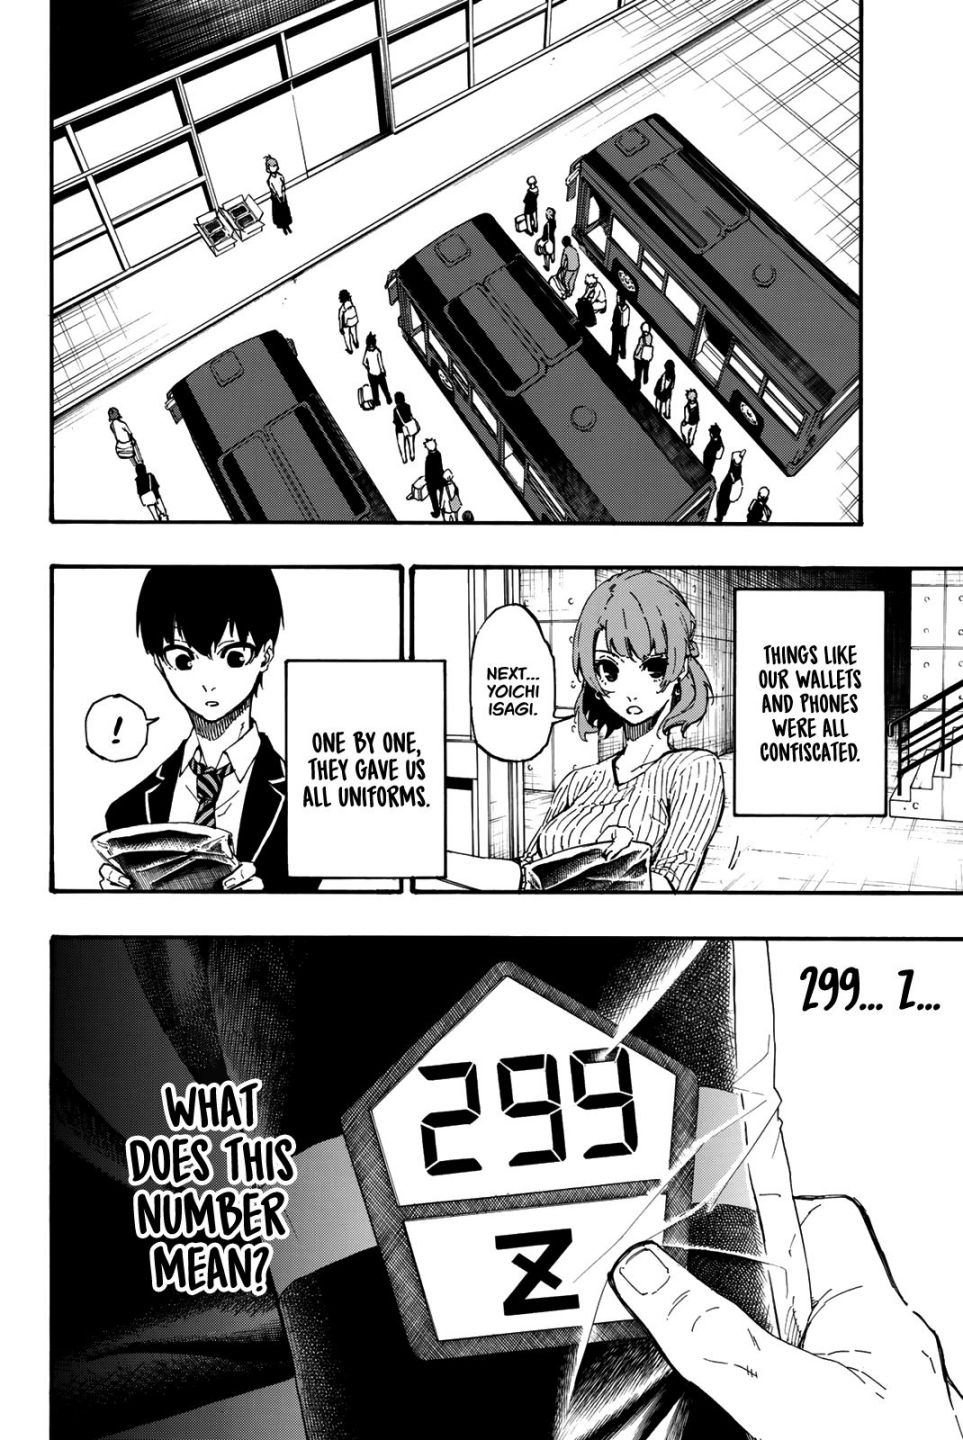 THINGS LIKE
OUR WALLETS
AND PHONES
WERE ALL
CONFISCATED.
NEXT...
YOICHI
ISAGI.
ONE BY ONE,
THEY GAVE US
ALL UNIFORMS.
!
299... Z...
299
Z
WHAT
DOES THIS
NUMBER
MEAN?